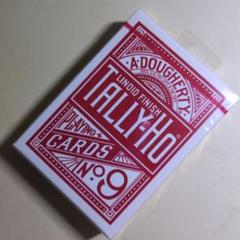 A·DOUGHERTY
LINOID FINISH
TALLY-HO
PLAYING
CARDS
No. 9